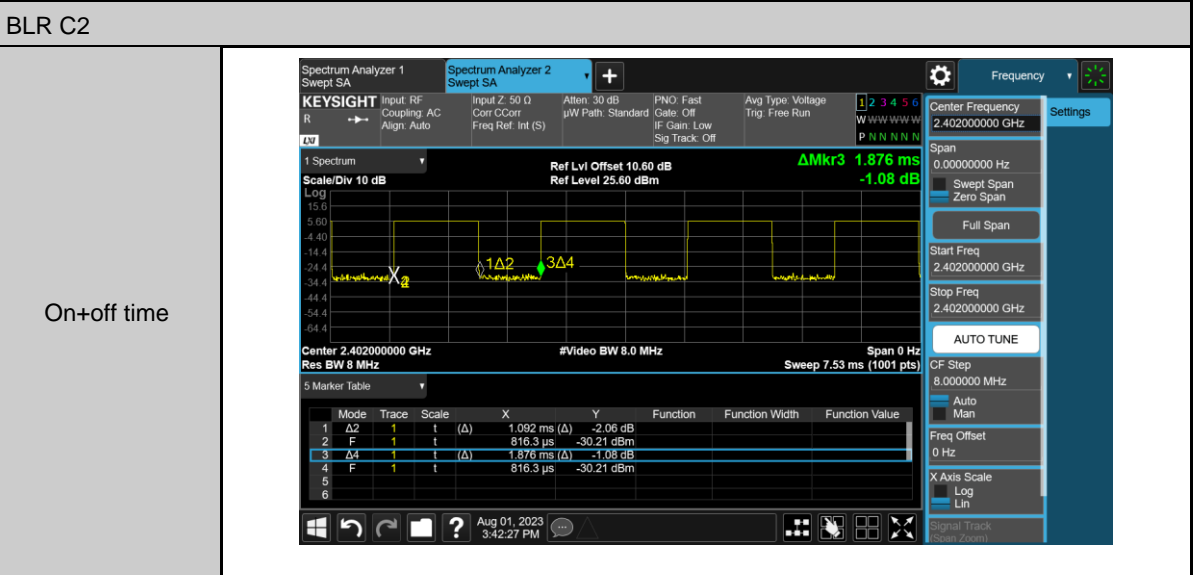 BLR C2
On+off time
Spectrum Analyzer 1
Swept SA
Spectrum Analyzer 2
Swept SA
Frequency
KEYSIGHT
R
LXI
Input: RF
Coupling: AC
Align: Auto
Input Z: 50 Ω
Corr CCorr
Freq Ref: Int (S)
Atten: 30 dB
µW Path: Standard
PNO: Fast
Gate: Off
IF Gain: Low
Sig Track: Off
Avg Type: Voltage
Trig: Free Run
1 2 3 4 5 6
W W W W W W
P N N N N N
1 Spectrum
Scale/Div 10 dB
Log
Ref Lvl Offset 10.60 dB
Ref Level 25.60 dBm
ΔMkr3 1.876 ms
-1.08 dB
15.6
5.60
-4.40
-14.4
-24.4
-34.4
-44.4
-54.4
-64.4
1Δ2
3Δ4
Center 2.402000000 GHz
#Video BW 8.0 MHz
Span 0 Hz
Res BW 8 MHz
Sweep 7.53 ms (1001 pts)
5 Marker Table
Mode Trace Scale X Y Function Function Width Function Value
1 Δ2 1 t (Δ) 1.092 ms (Δ) -2.06 dB
2 F 1 t 816.3 µs -30.21 dBm
3 Δ4 1 t (Δ) 1.876 ms (Δ) -1.08 dB
4 F 1 t 816.3 µs -30.21 dBm
5
6
?
Aug 01, 2023
3:42:27 PM
Center Frequency
2.402000000 GHz
Settings
Span
0.00000000 Hz
Swept Span
Zero Span
Full Span
Start Freq
2.402000000 GHz
Stop Freq
2.402000000 GHz
AUTO TUNE
CF Step
8.000000 MHz
Auto
Man
Freq Offset
0 Hz
X Axis Scale
Log
Lin
Signal Track
(Span Zoom)